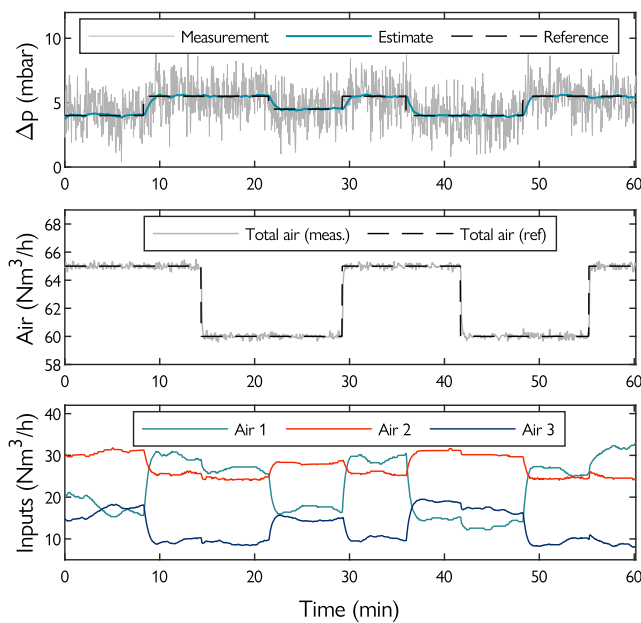 Measurement Estimate Reference
Δp (mbar)
10
5
0
0 10 20 30 40 50 60
Total air (meas.) Total air (ref)
Air (Nm³/h)
68
66
64
62
60
58
0 10 20 30 40 50 60
Air 1 Air 2 Air 3
Inputs (Nm³/h)
40
30
20
10
0 10 20 30 40 50 60
Time (min)